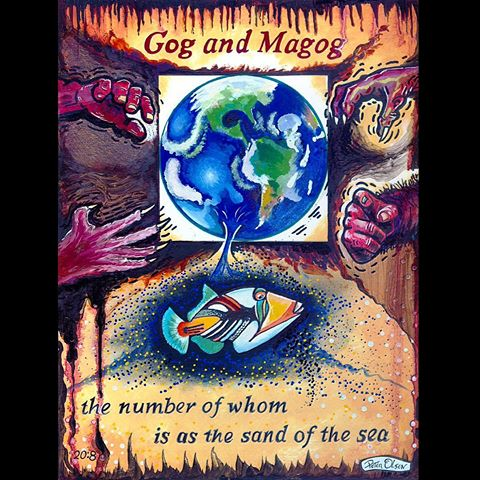 Gog and Magog
the number of whom
is as the sand of the sea
20:8
Peter Olsen